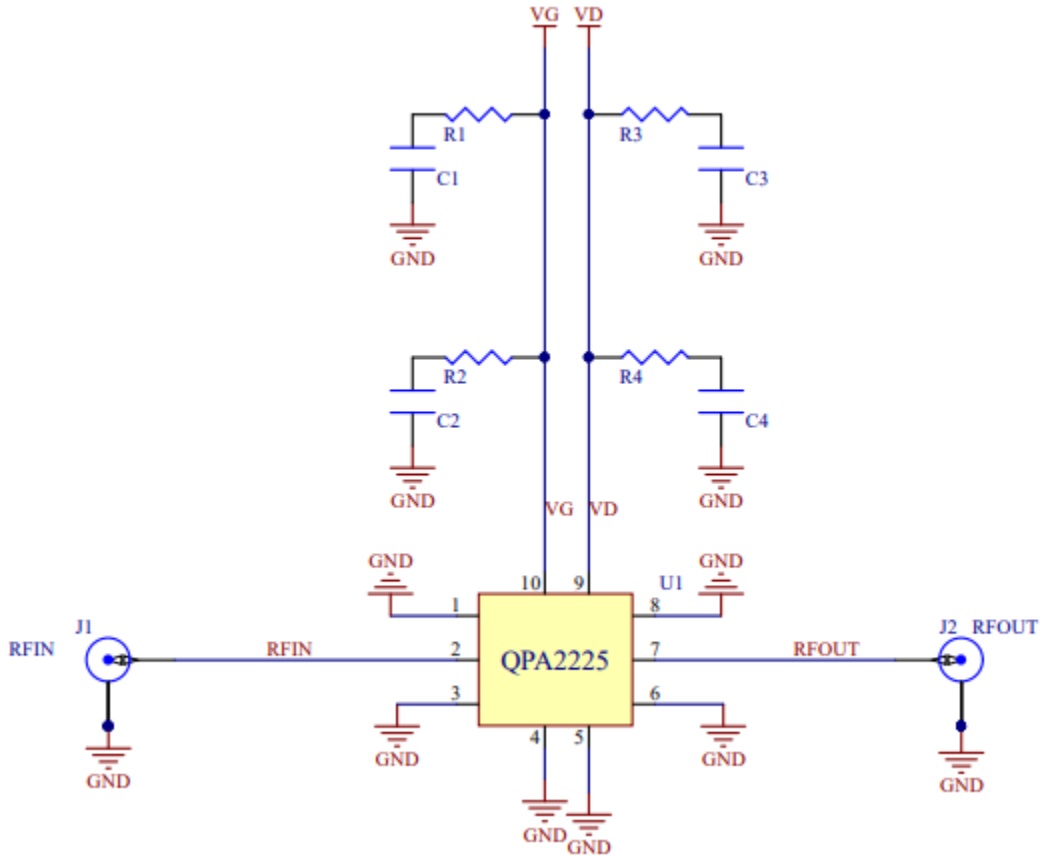 VG VD
R1 R3
C1 C3
GND GND
R2 R4
C2 C4
GND GND
VG VD
GND GND
10 9 U1
1 8
J1 J2 RFOUT
RFIN RFIN 2 QPA2225 7 RFOUT
3 6
4 5
GND GND
GND GND
GND GND